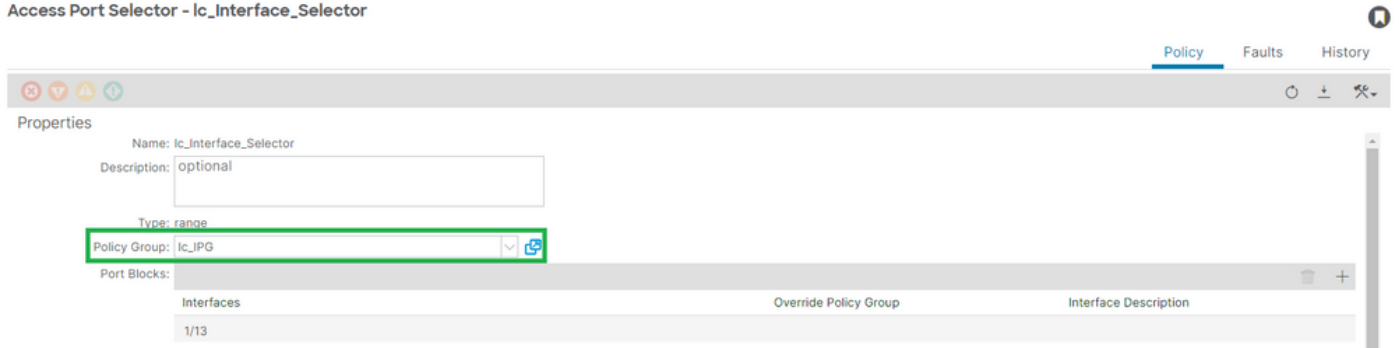 Access Port Selector - lc_Interface_Selector
Policy Faults History
Properties
Name: lc_Interface_Selector
Description: optional
Type: range
Policy Group: lc_IPG
Port Blocks:
Interfaces Override Policy Group Interface Description
1/13